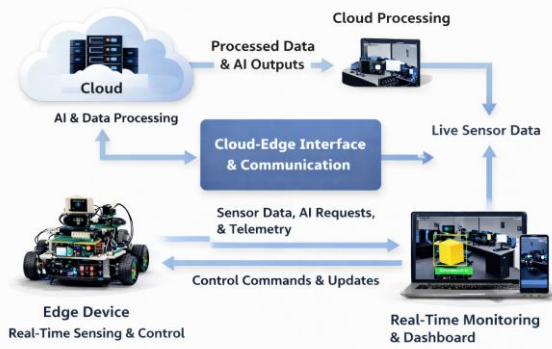 Cloud Processing
Processed Data
& AI Outputs
Cloud
AI & Data Processing
Cloud-Edge Interface
& Communication
Live Sensor Data
Sensor Data, AI Requests,
& Telemetry
Control Commands & Updates
Edge Device
Real-Time Sensing & Control
Real-Time Monitoring
& Dashboard